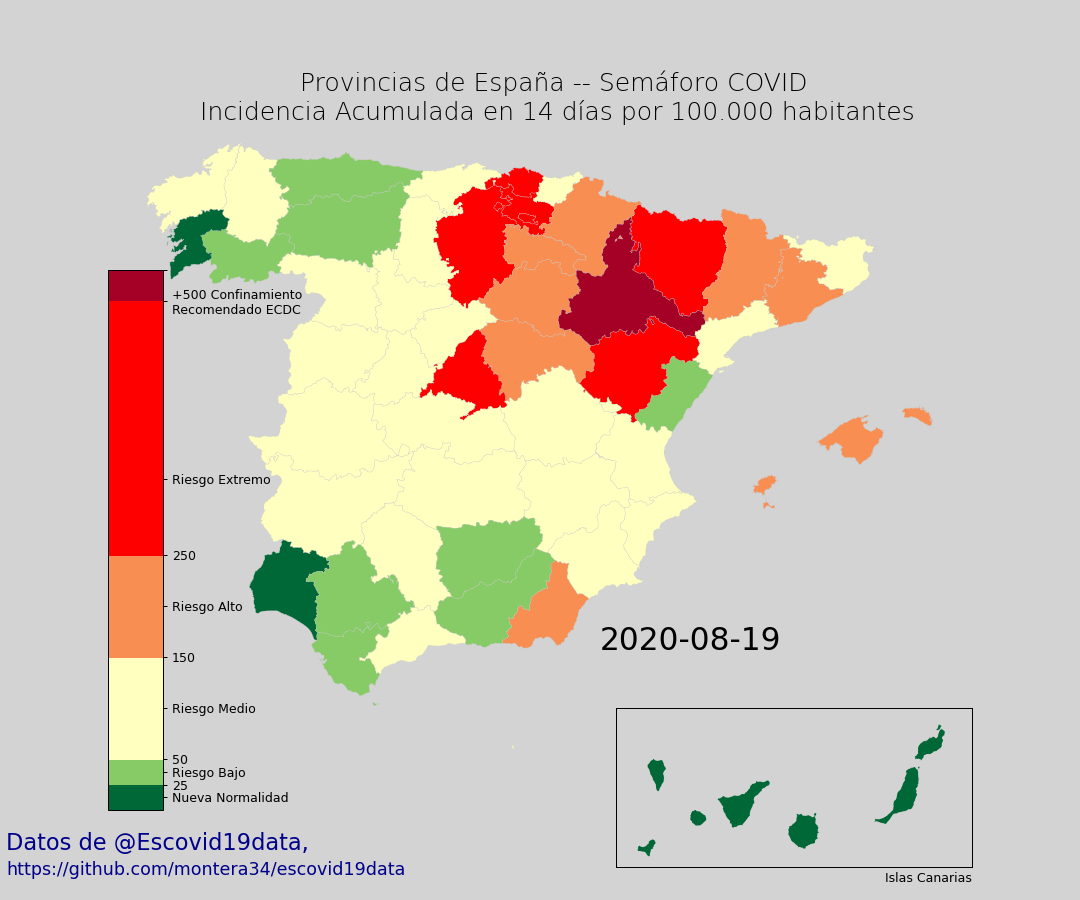 Provincias de España -- Semáforo COVID
Incidencia Acumulada en 14 días por 100.000 habitantes
+500 Confinamiento
Recomendado ECDC
Riesgo Extremo
250
Riesgo Alto
150
Riesgo Medio
50
Riesgo Bajo
25
Nueva Normalidad
2020-08-19
Datos de @Escovid19data,
https://github.com/montera34/escovid19data
Islas Canarias